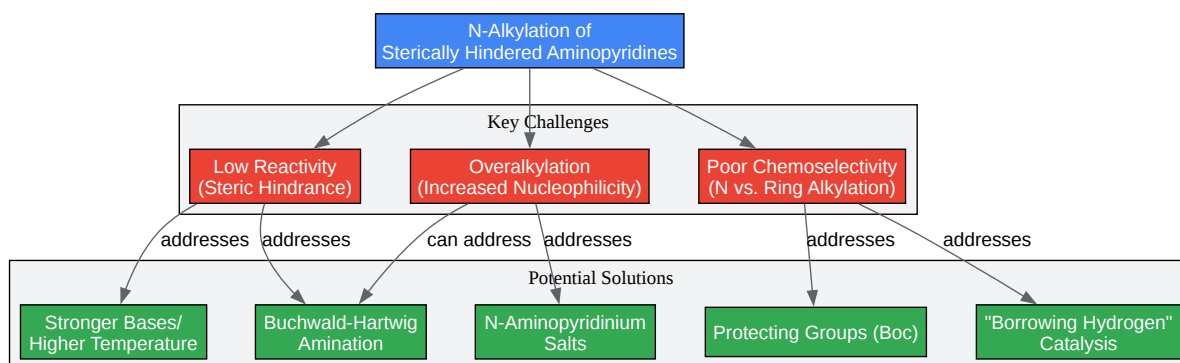 N-Alkylation of
Sterically Hindered Aminopyridines
Key Challenges
Low Reactivity
(Steric Hindrance)
Overalkylation
(Increased Nucleophilicity)
Poor Chemoselectivity
(N vs. Ring Alkylation)
addresses
addresses
can address
addresses
addresses
addresses
Potential Solutions
Stronger Bases/
Higher Temperature
Buchwald-Hartwig
Amination
N-Aminopyridinium
Salts
Protecting Groups (Boc)
"Borrowing Hydrogen"
Catalysis